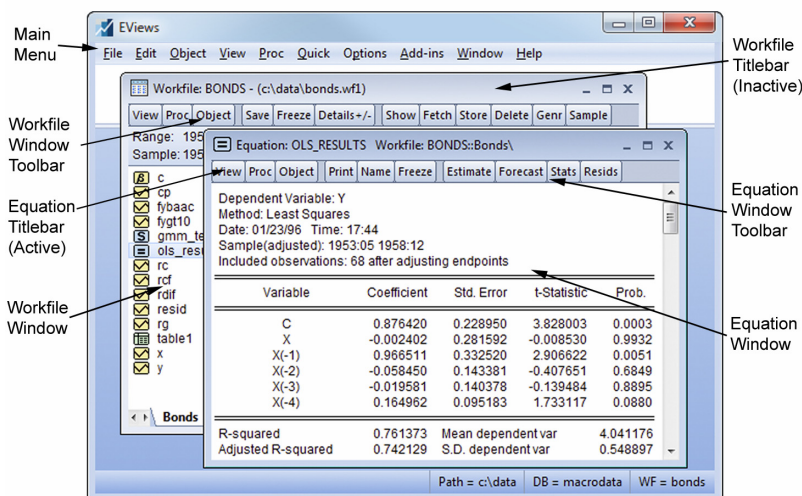 EViews
Main
Menu
File Edit Object View Proc Quick Options Add-ins Window Help
Workfile
Titlebar
(Inactive)
Workfile: BONDS - (c:\data\bonds.wf1)
View Proc Object Save Freeze Details+/- Show Fetch Store Delete Genr Sample
Workfile
Window
Toolbar
Range: 195
Sample: 195
Equation: OLS_RESULTS Workfile: BONDS::Bonds\
View Proc Object Print Name Freeze Estimate Forecast Stats Resids
Equation
Titlebar
(Active)
Equation
Window
Toolbar
β c
cp
fybaac
fygt10
S gmm_te
ols_resu
rc
rcf
rdif
resid
rg
table1
x
y
Workfile
Window
Bonds
Dependent Variable: Y
Method: Least Squares
Date: 01/23/96 Time: 17:44
Sample(adjusted): 1953:05 1958:12
Included observations: 68 after adjusting endpoints
Variable Coefficient Std. Error t-Statistic Prob.
C 0.876420 0.228950 3.828003 0.0003
X -0.002402 0.281592 -0.008530 0.9932
X(-1) 0.966511 0.332520 2.906622 0.0051
X(-2) -0.058450 0.143381 -0.407651 0.6849
X(-3) -0.019581 0.140378 -0.139484 0.8895
X(-4) 0.164962 0.095183 1.733117 0.0880
R-squared 0.761373 Mean dependent var 4.041176
Adjusted R-squared 0.742129 S.D. dependent var 0.548897
Equation
Window
Path = c:\data DB = macrodata WF = bonds